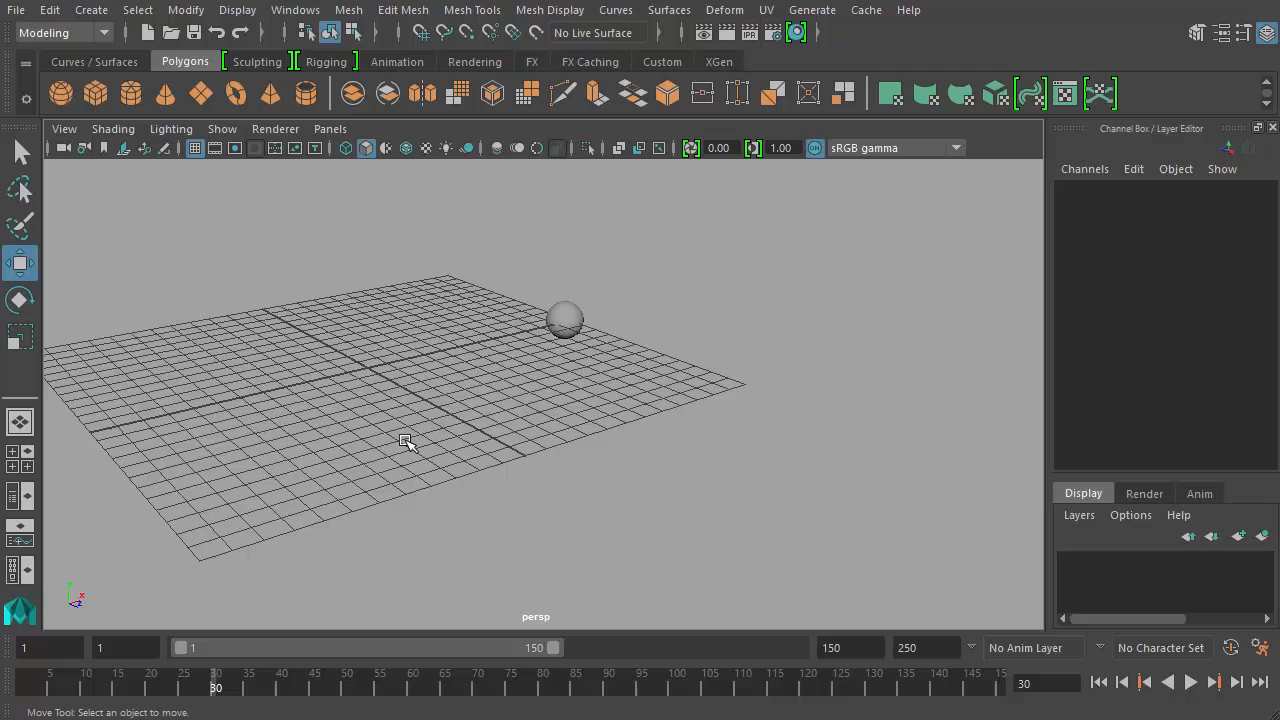 File Edit Create Select Modify Display Windows Mesh Edit Mesh Mesh Tools Mesh Display Curves Surfaces Deform UV Generate Cache Help
Modeling No Live Surface
Curves / Surfaces Polygons Sculpting Rigging Animation Rendering FX FX Caching Custom XGen
View Shading Lighting Show Renderer Panels
0.00 1.00 ON sRGB gamma
Channel Box / Layer Editor
Channels Edit Object Show
Display Render Anim
Layers Options Help
y x z
persp
1 1 1 150 150 250 No Anim Layer No Character Set
5 10 15 20 25 30 35 40 45 50 55 60 65 70 75 80 85 90 95 100 105 110 115 120 125 130 135 140 145 15
30 30
Move Tool: Select an object to move.